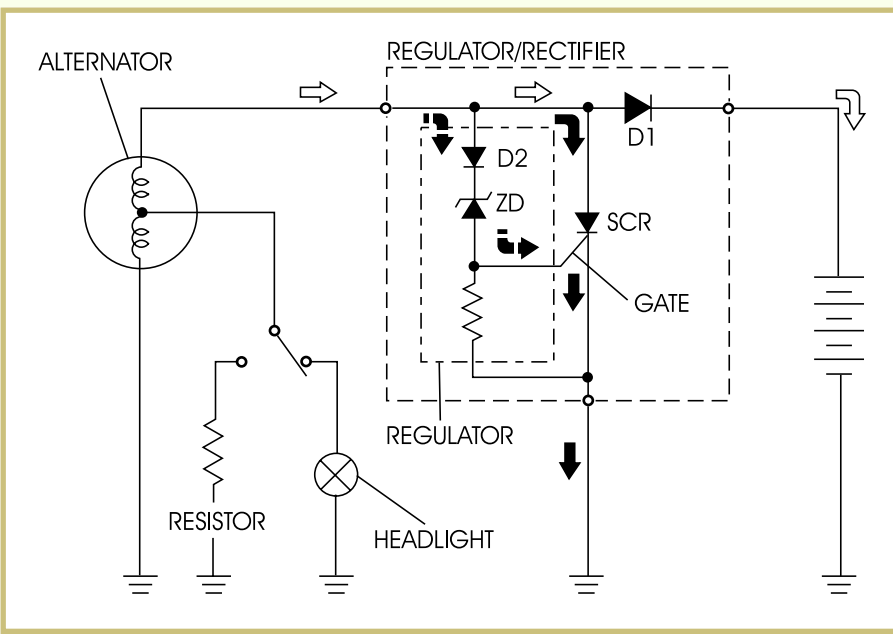 REGULATOR/RECTIFIER
ALTERNATOR
D1
D2
ZD
SCR
GATE
REGULATOR
RESISTOR
HEADLIGHT